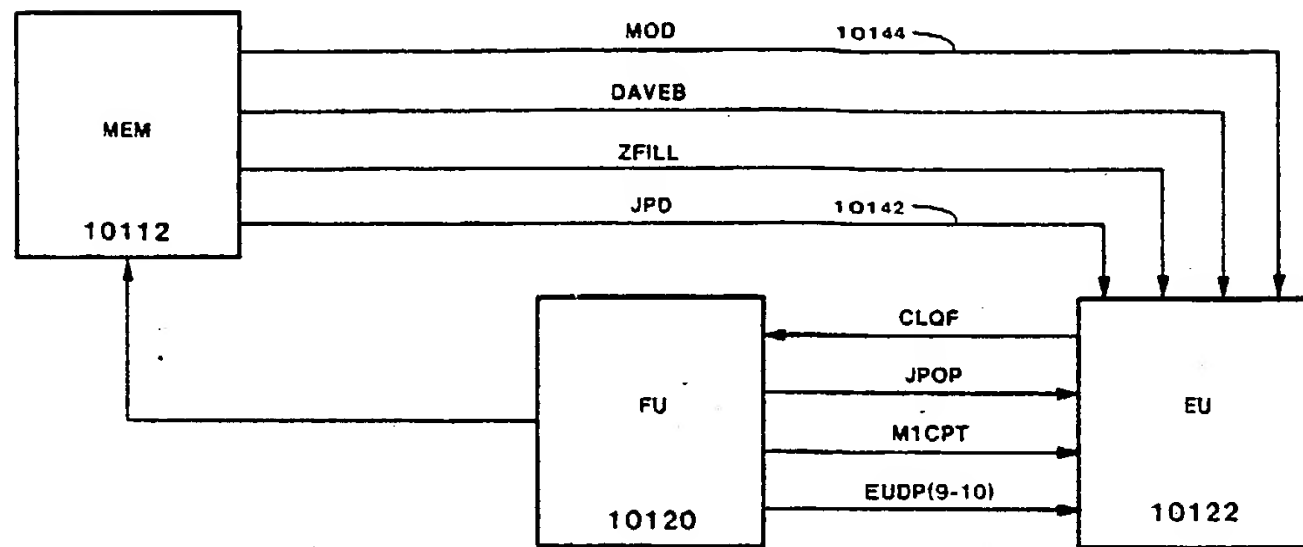 MOD
10144
DAVEB
MEM
ZFILL
JPD
10142
10112
CLQF
JPOP
FU
EU
M1CPT
EUDP(9-10)
10120
10122